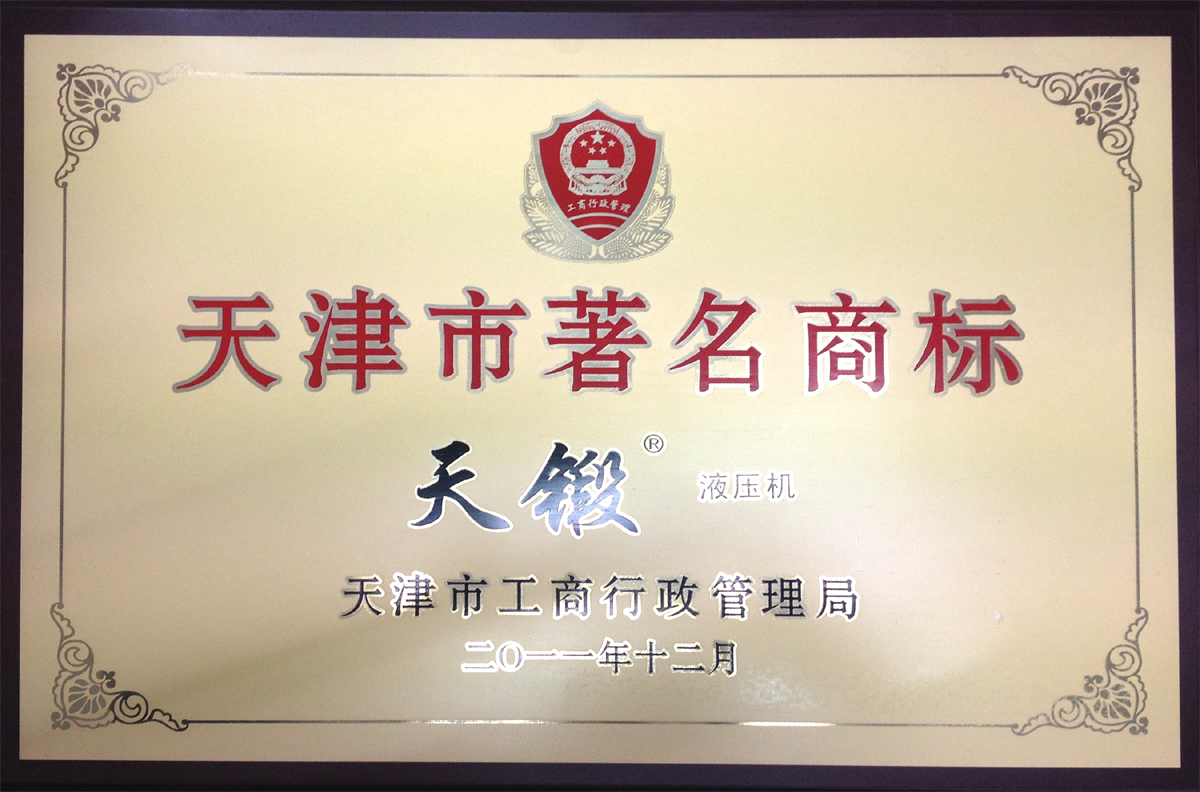 工商行政管理
天津市著名商标
天锻® 液压机
天津市工商行政管理局
二〇一一年十二月